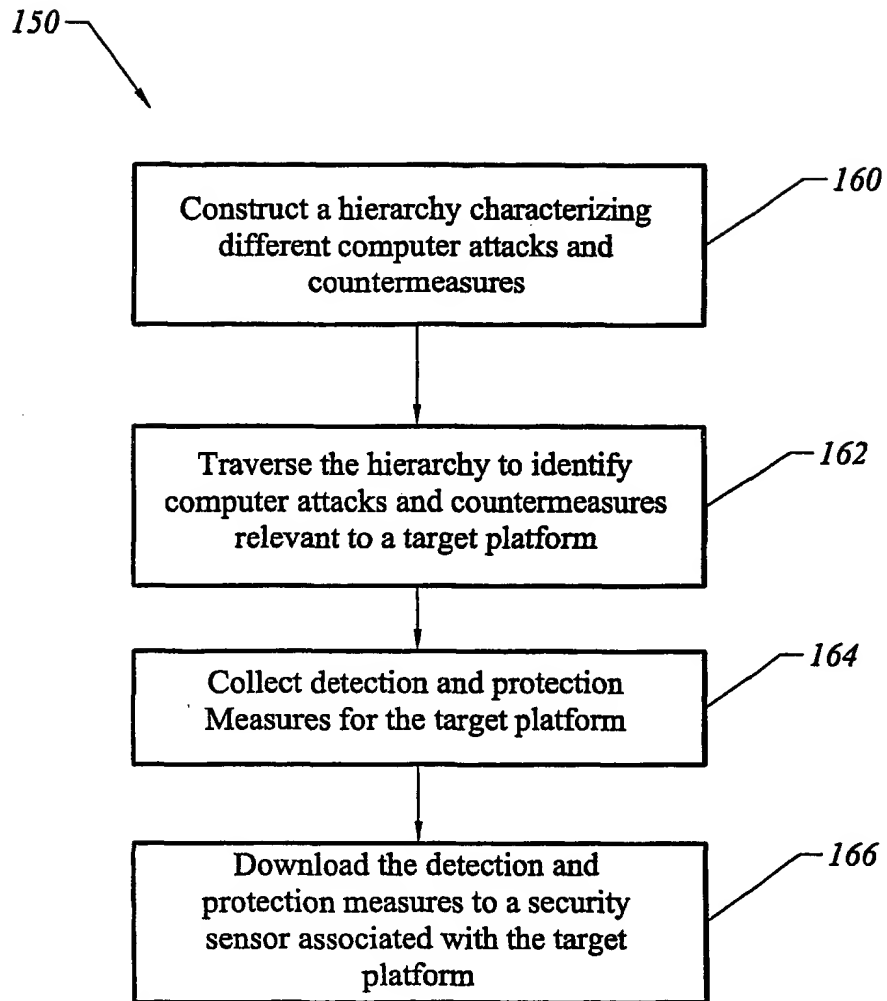 150
160
Construct a hierarchy characterizing
different computer attacks and
countermeasures
162
Traverse the hierarchy to identify
computer attacks and countermeasures
relevant to a target platform
164
Collect detection and protection
Measures for the target platform
166
Download the detection and
protection measures to a security
sensor associated with the target
platform